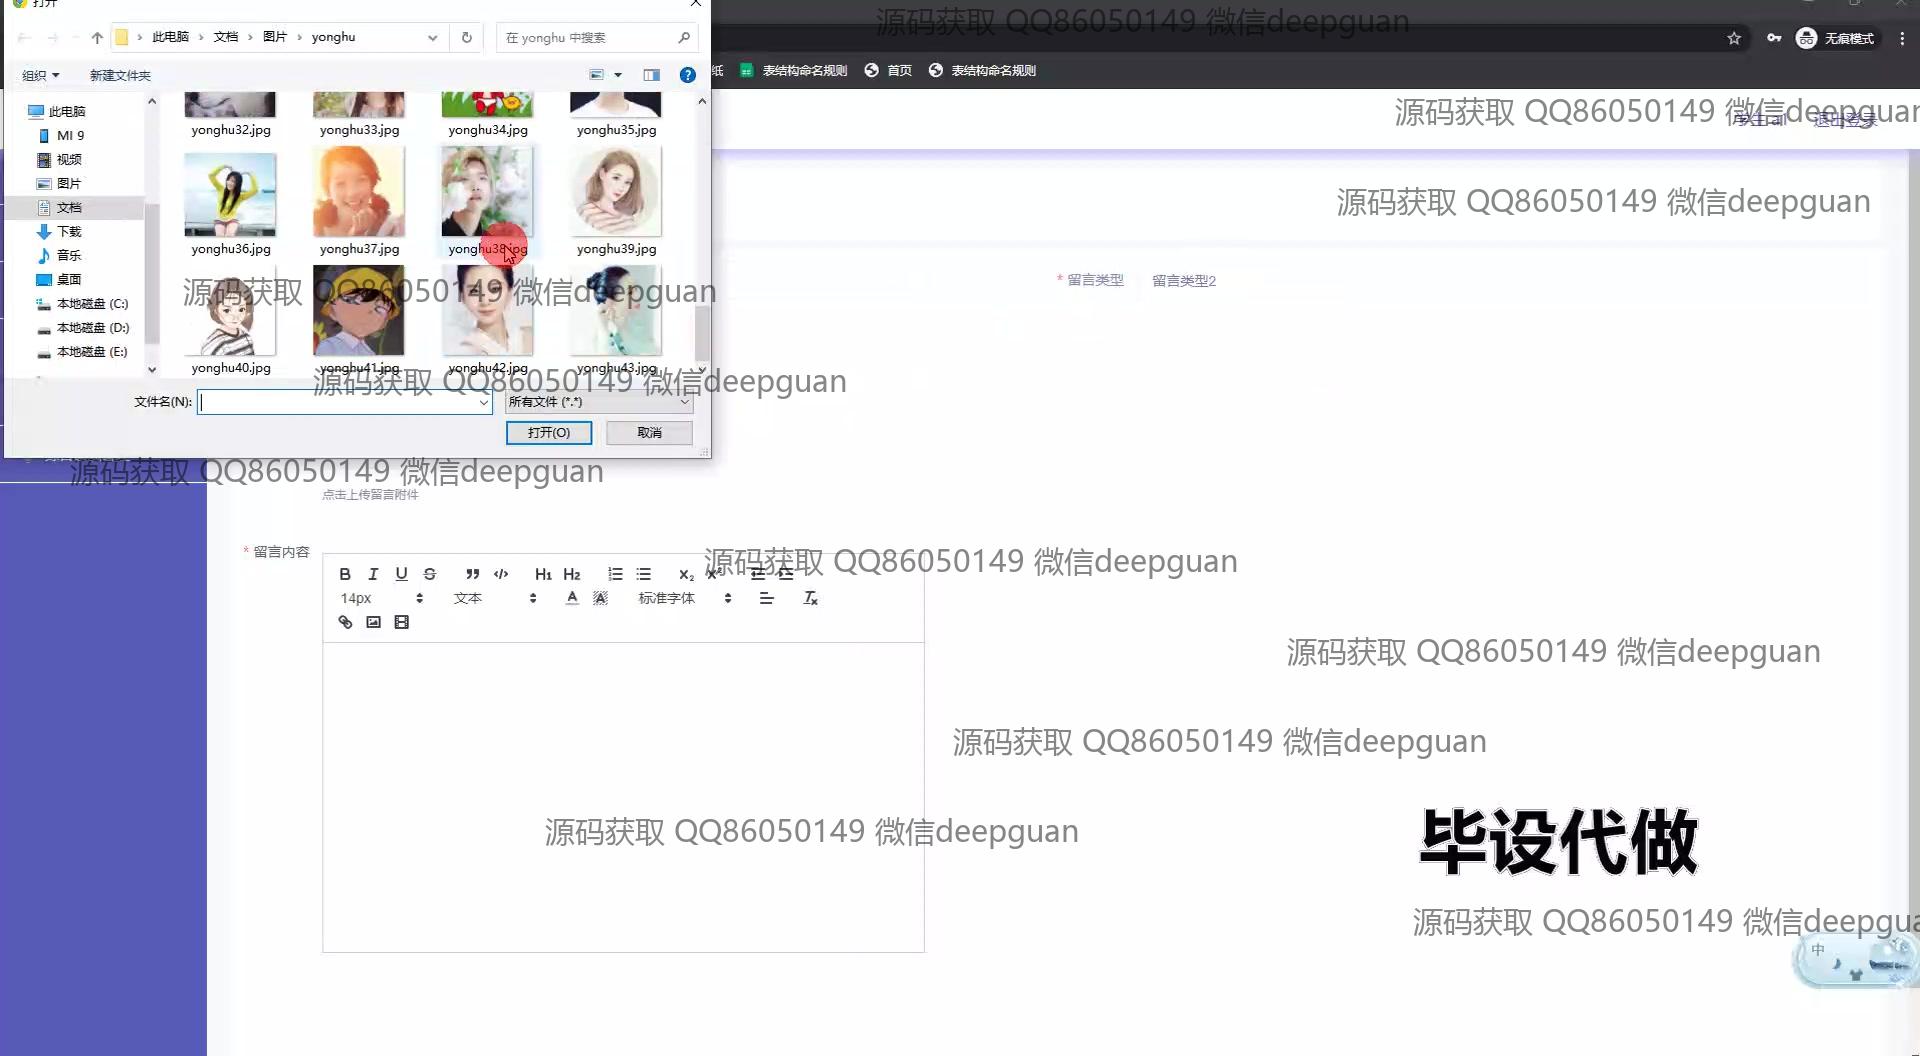 打开
源码获取 QQ86050149 微信deepguan
此电脑 › 文档 › 图片 › yonghu
在 yonghu 中搜索
无痕模式
组织
新建文件夹
纸
表结构命名规则
首页
表结构命名规则
此电脑
MI 9
视频
图片
文档
下载
音乐
桌面
本地磁盘 (C:)
本地磁盘 (D:)
本地磁盘 (E:)
yonghu32.jpg
yonghu33.jpg
yonghu34.jpg
yonghu35.jpg
yonghu36.jpg
yonghu37.jpg
yonghu38.jpg
yonghu39.jpg
yonghu40.jpg
yonghu41.jpg
yonghu42.jpg
yonghu43.jpg
文件名(N):
所有文件 (*.*)
打开(O)
取消
源码获取 QQ86050149 微信deepguan
退出登录
源码获取 QQ86050149 微信deepguan
* 留言类型
留言类型2
源码获取 QQ86050149 微信deepguan
源码获取 QQ86050149 微信deepguan
源码获取 QQ86050149 微信deepguan
点击上传留言附件
* 留言内容
源码获取 QQ86050149 微信deepguan
B I U S H1 H2 X2 X2
14px
文本
A
标准字体
源码获取 QQ86050149 微信deepguan
源码获取 QQ86050149 微信deepguan
源码获取 QQ86050149 微信deepguan
毕设代做
源码获取 QQ86050149 微信deepgua
中